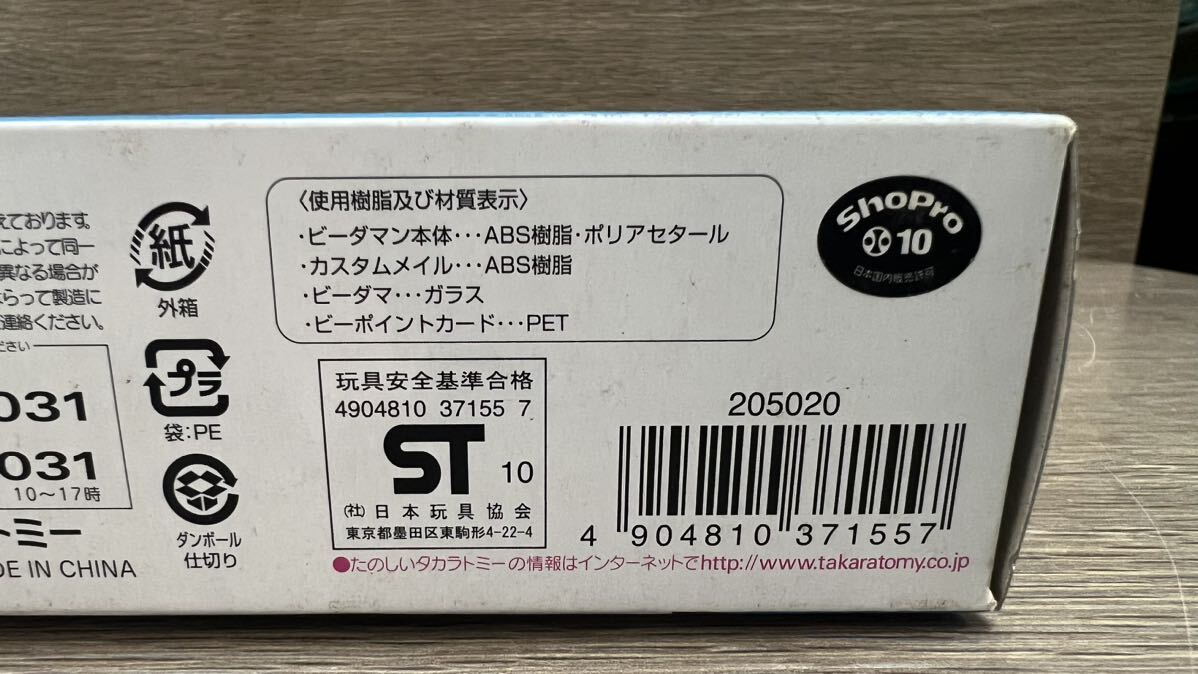 えております。
によって同一
異なる場合が
製造に
連絡ください。
ださい
031
031
10〜17時
トミー
DE IN CHINA
紙
外箱
プラ
袋:PE
ダンボール
仕切り
〈使用樹脂及び材質表示〉
・ビーダマン本体…ABS樹脂・ポリアセタール
・カスタムメイル…ABS樹脂
・ビーダマ…ガラス
・ビーポイントカード…PET
玩具安全基準合格
4904810 37155 7
ST 10
(社)日本玩具協会
東京都墨田区東駒形4-22-4
ShoPro
10
日本国内販売許可
205020
4 904810 371557
●たのしいタカラトミーの情報はインターネットでhttp://www.takaratomy.co.jp